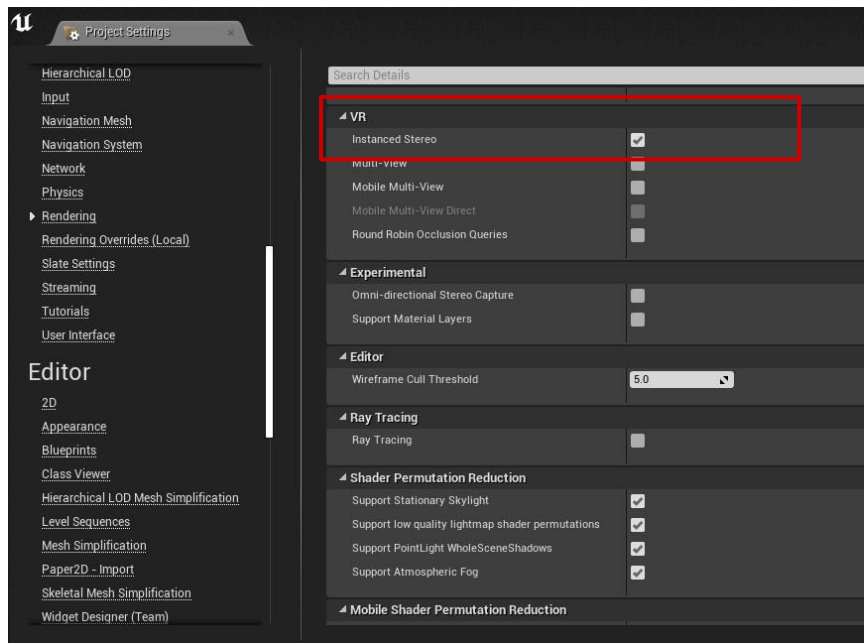 Project Settings
Hierarchical LOD
Input
Navigation Mesh
Navigation System
Network
Physics
Rendering
Rendering Overrides (Local)
Slate Settings
Streaming
Tutorials
User Interface
Editor
2D
Appearance
Blueprints
Class Viewer
Hierarchical LOD Mesh Simplification
Level Sequences
Mesh Simplification
Paper2D - Import
Skeletal Mesh Simplification
Widget Designer (Team)
Search Details
VR
Instanced Stereo
Multi-View
Mobile Multi-View
Mobile Multi-View Direct
Round Robin Occlusion Queries
Experimental
Omni-directional Stereo Capture
Support Material Layers
Editor
Wireframe Cull Threshold 5.0
Ray Tracing
Ray Tracing
Shader Permutation Reduction
Support Stationary Skylight
Support low quality lightmap shader permutations
Support PointLight WholeSceneShadows
Support Atmospheric Fog
Mobile Shader Permutation Reduction